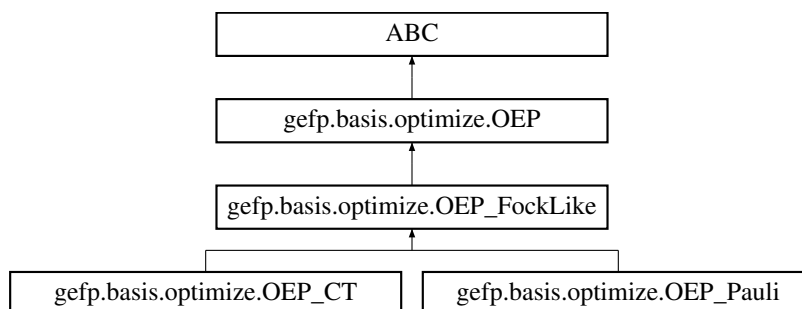 ABC
gefp.basis.optimize.OEP
gefp.basis.optimize.OEP_FockLike
gefp.basis.optimize.OEP_CT
gefp.basis.optimize.OEP_Pauli